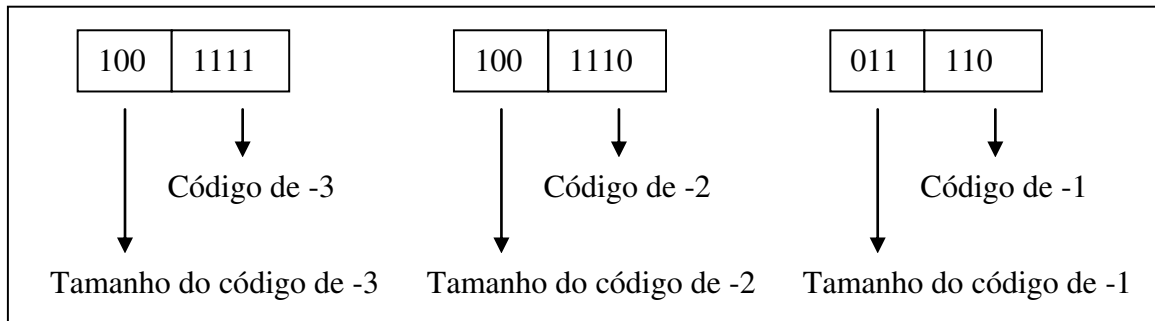 100 1111 100 1110 011 110
Código de -3 Código de -2 Código de -1
Tamanho do código de -3 Tamanho do código de -2 Tamanho do código de -1